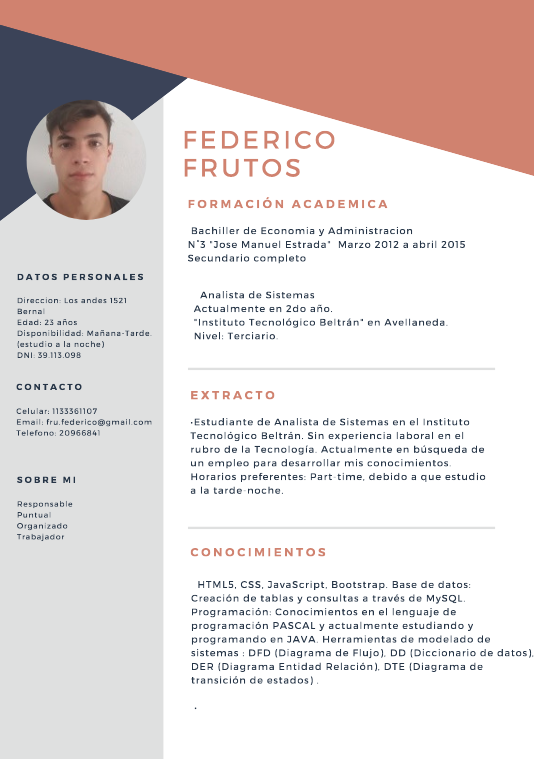 FEDERICO
FRUTOS
FORMACIÓN ACADEMICA
Bachiller de Economia y Administracion
N°3 "Jose Manuel Estrada" Marzo 2012 a abril 2015
Secundario completo
Analista de Sistemas
Actualmente en 2do año.
"Instituto Tecnológico Beltrán" en Avellaneda.
Nivel: Terciario.
DATOS PERSONALES
Direccion: Los andes 1521
Bernal
Edad: 23 años
Disponibilidad: Mañana-Tarde.
(estudio a la noche)
DNI: 39.113.098
CONTACTO
Celular: 1133361107
Email: fru.federico@gmail.com
Telefono: 20966841
SOBRE MI
Responsable
Puntual
Organizado
Trabajador
EXTRACTO
•Estudiante de Analista de Sistemas en el Instituto
Tecnológico Beltrán. Sin experiencia laboral en el
rubro de la Tecnología. Actualmente en búsqueda de
un empleo para desarrollar mis conocimientos.
Horarios preferentes: Part-time, debido a que estudio
a la tarde-noche.
CONOCIMIENTOS
HTML5, CSS, JavaScript, Bootstrap. Base de datos:
Creación de tablas y consultas a través de MySQL.
Programación: Conocimientos en el lenguaje de
programación PASCAL y actualmente estudiando y
programando en JAVA. Herramientas de modelado de
sistemas : DFD (Diagrama de Flujo), DD (Diccionario de datos),
DER (Diagrama Entidad Relación), DTE (Diagrama de
transición de estados) .
.